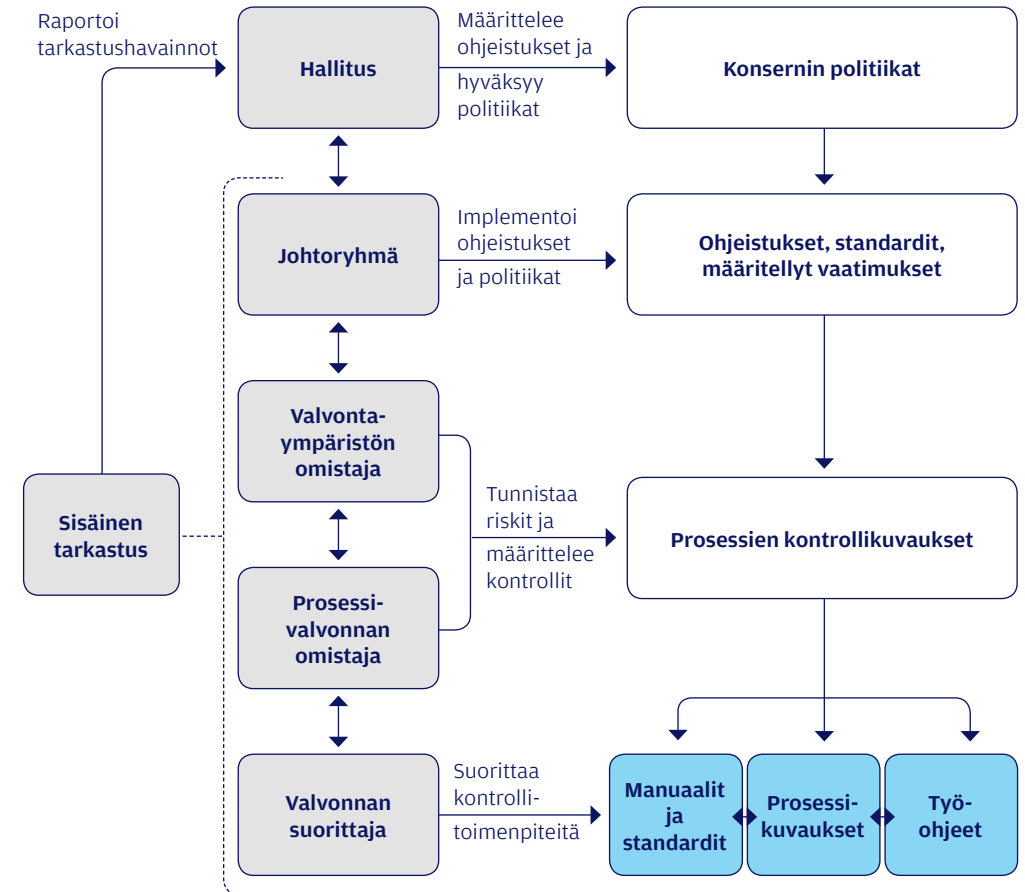 Raportoi
tarkastushavainnot
Hallitus
Määrittelee
ohjeistukset ja
hyväksyy
politiikat
Konsernin politiikat
Johtoryhmä
Implementoi
ohjeistukset
ja politiikat
Ohjeistukset, standardit,
määritellyt vaatimukset
Valvonta-
ympäristön
omistaja
Sisäinen
tarkastus
Tunnistaa
riskit ja
määrittelee
kontrollit
Prosessien kontrollikuvaukset
Prosessi-
valvonnan
omistaja
Valvonnan
suorittaja
Suorittaa
kontrolli-
toimenpiteitä
Manuaalit
ja
standardit
Prosessi-
kuvaukset
Työ-
ohjeet